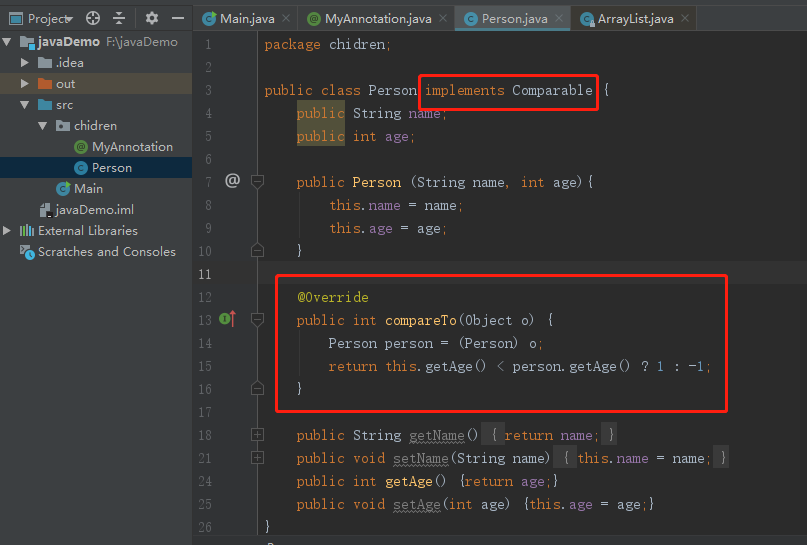 Project
Main.java
MyAnnotation.java
Person.java
ArrayList.java
javaDemo F:\javaDemo
.idea
out
src
chidren
MyAnnotation
Person
Main
javaDemo.iml
External Libraries
Scratches and Consoles
1 package chidren;
2
3 public class Person implements Comparable {
4 public String name;
5 public int age;
6
7 @ public Person (String name, int age){
8 this.name = name;
9 this.age = age;
10 }
11
12 @Override
13 public int compareTo(Object o) {
14 Person person = (Person) o;
15 return this.getAge() < person.getAge() ? 1 : -1;
16 }
17
18 public String getName() { return name; }
21 public void setName(String name) { this.name = name; }
24 public int getAge() {return age;}
25 public void setAge(int age) {this.age = age;}
26 }